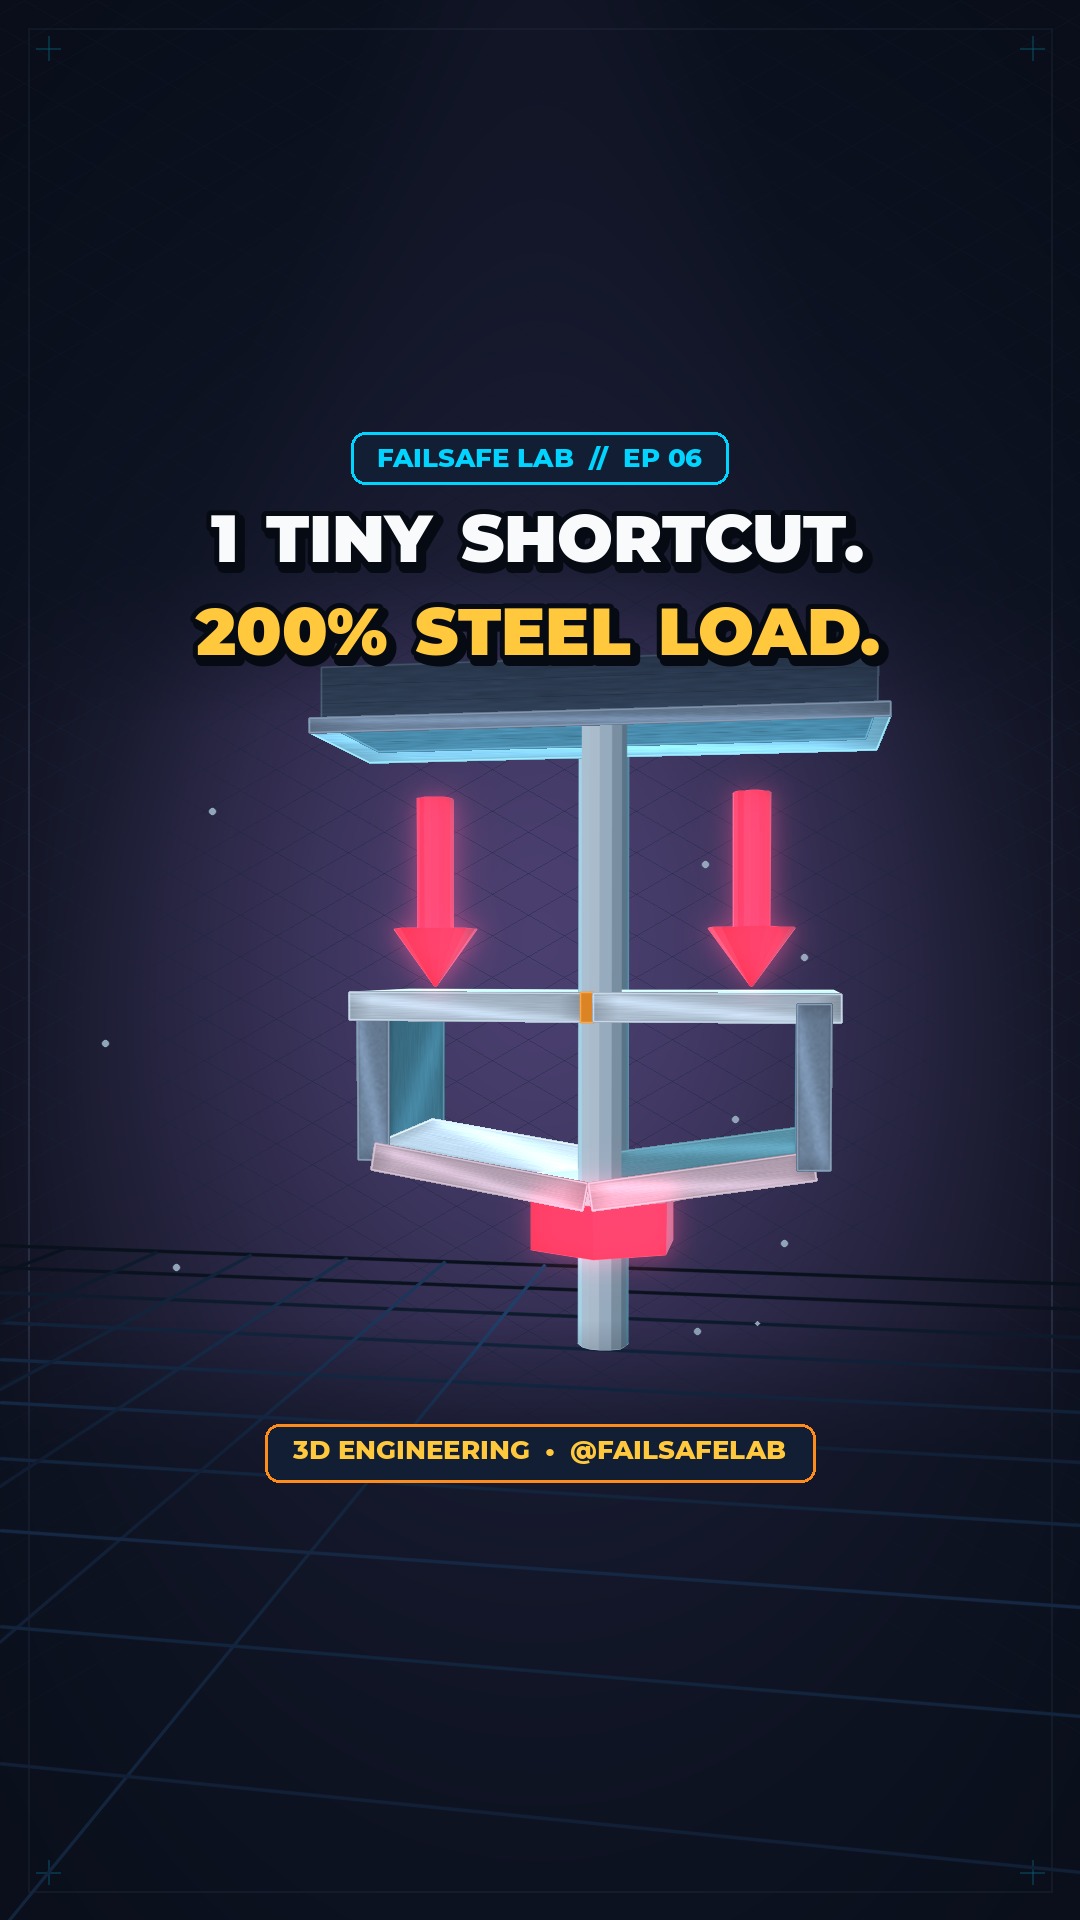 FAILSAFE LAB // EP 06
1 TINY SHORTCUT.
200% STEEL LOAD.
3D ENGINEERING • @FAILSAFELAB